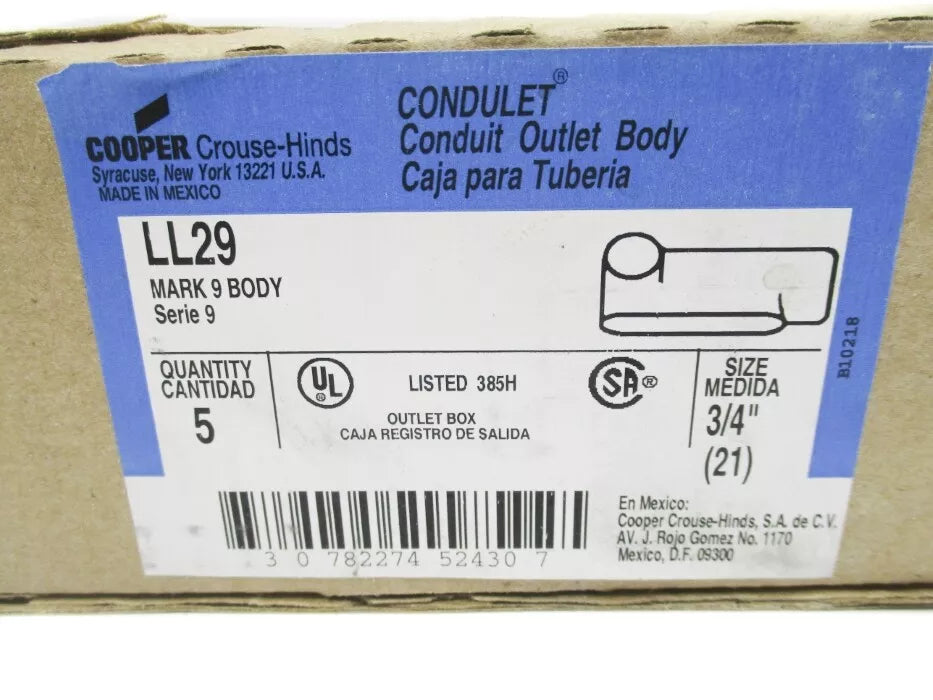 COOPER Crouse-Hinds
Syracuse, New York 13221 U.S.A.
MADE IN MEXICO
CONDULET®
Conduit Outlet Body
Caja para Tuberia
LL29
MARK 9 BODY
Serie 9
B10218
QUANTITY
CANTIDAD
5
UL®
LISTED 385H
OUTLET BOX
CAJA REGISTRO DE SALIDA
SA®
SIZE
MEDIDA
3/4"
(21)
3 0 782274 52430 7
En Mexico:
Cooper Crouse-Hinds, S.A. de C.V.
AV. J. Rojo Gomez No. 1170
Mexico, D.F. 09300